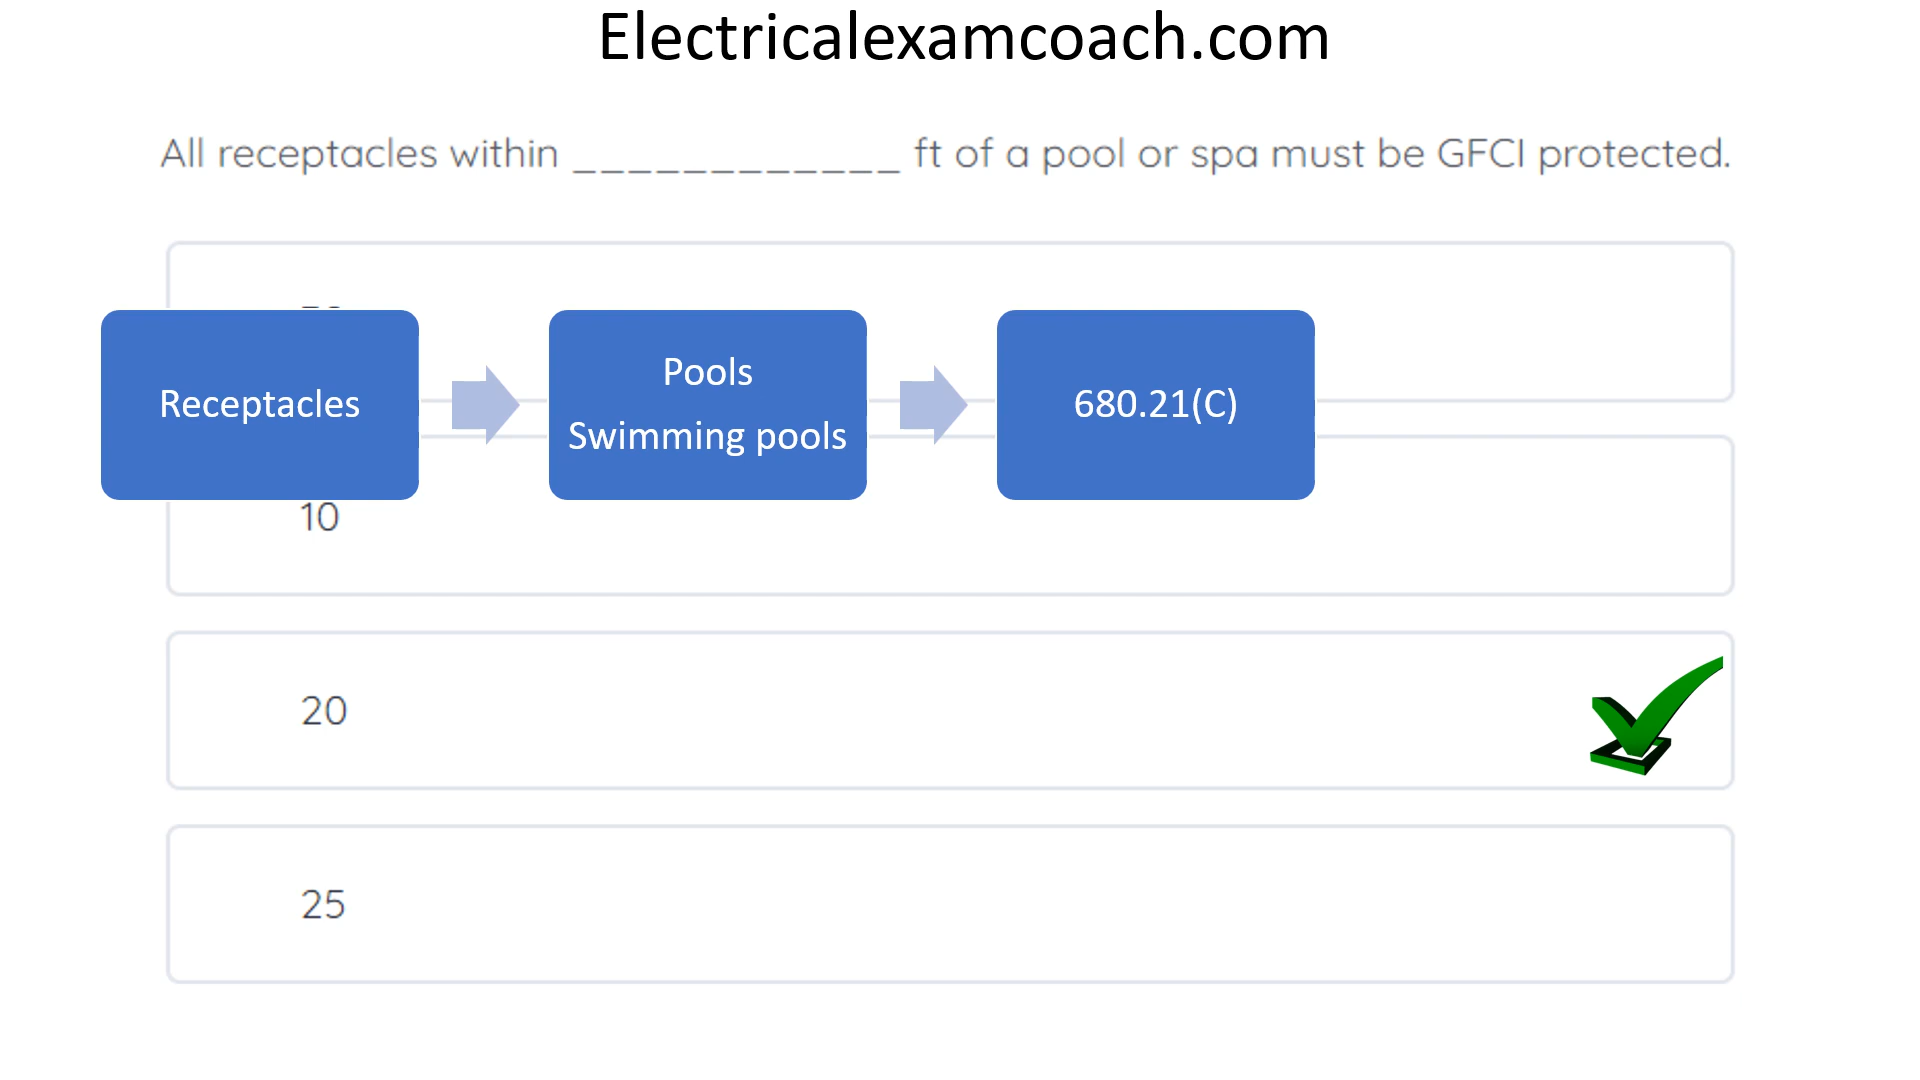 Electricalexamcoach.com
All receptacles within ____________ ft of a pool or spa must be GFCI protected.
Receptacles
Pools
Swimming pools
680.21(C)
10
20
25